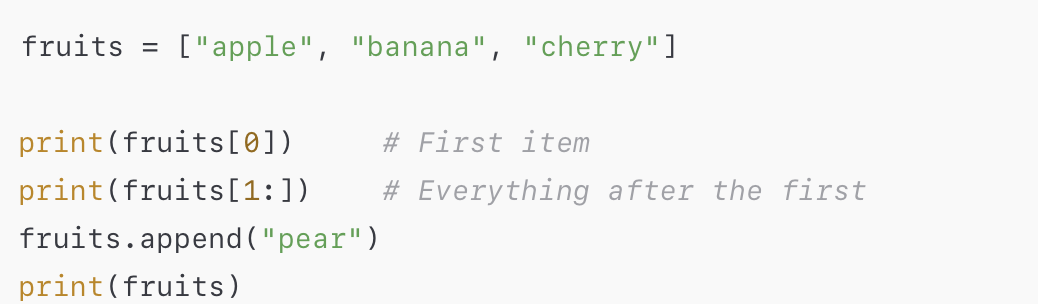 fruits = ["apple", "banana", "cherry"]
print(fruits[0])     # First item
print(fruits[1:])    # Everything after the first
fruits.append("pear")
print(fruits)